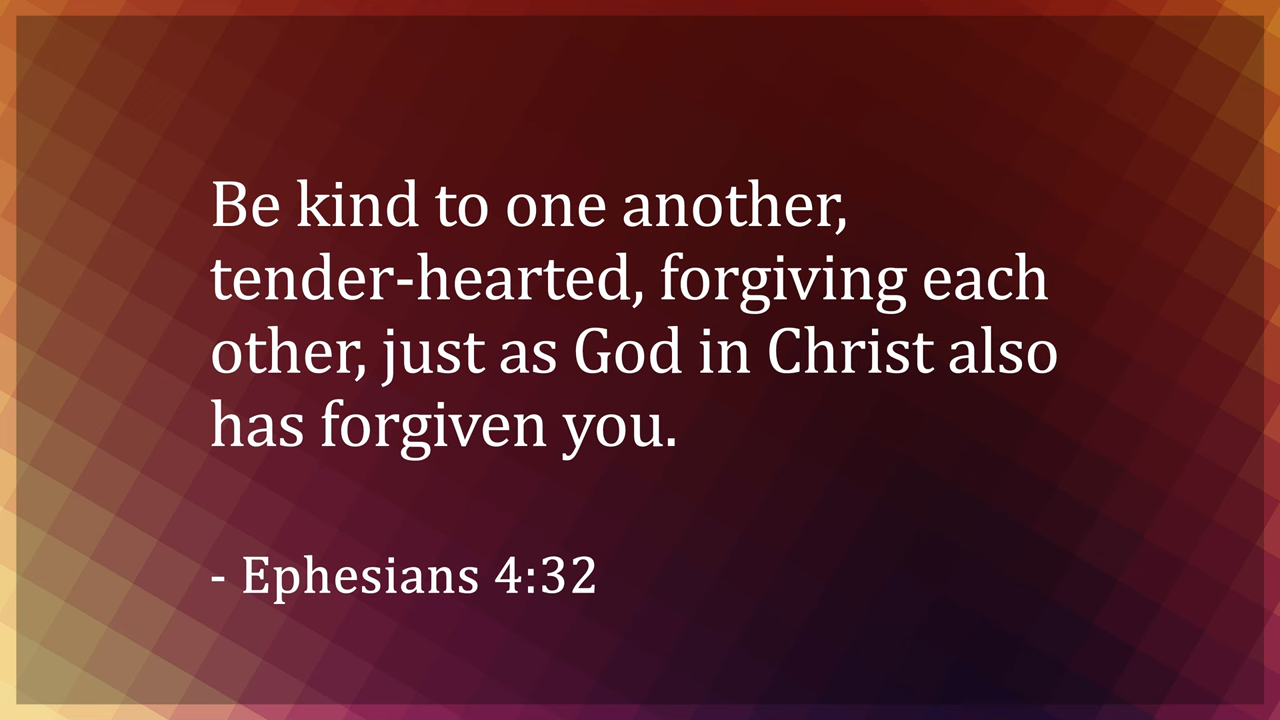 Be kind to one another,
tender-hearted, forgiving each
other, just as God in Christ also
has forgiven you.
- Ephesians 4:32